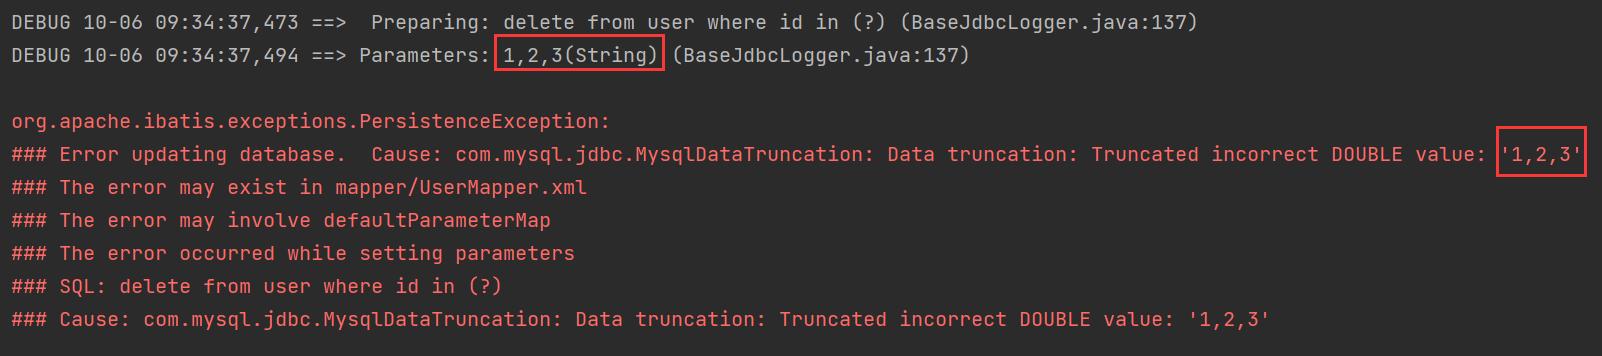 DEBUG 10-06 09:34:37,473 ==>  Preparing: delete from user where id in (?) (BaseJdbcLogger.java:137)
DEBUG 10-06 09:34:37,494 ==> Parameters: 1,2,3(String) (BaseJdbcLogger.java:137)
org.apache.ibatis.exceptions.PersistenceException:
### Error updating database.  Cause: com.mysql.jdbc.MysqlDataTruncation: Data truncation: Truncated incorrect DOUBLE value: '1,2,3'
### The error may exist in mapper/UserMapper.xml
### The error may involve defaultParameterMap
### The error occurred while setting parameters
### SQL: delete from user where id in (?)
### Cause: com.mysql.jdbc.MysqlDataTruncation: Data truncation: Truncated incorrect DOUBLE value: '1,2,3'